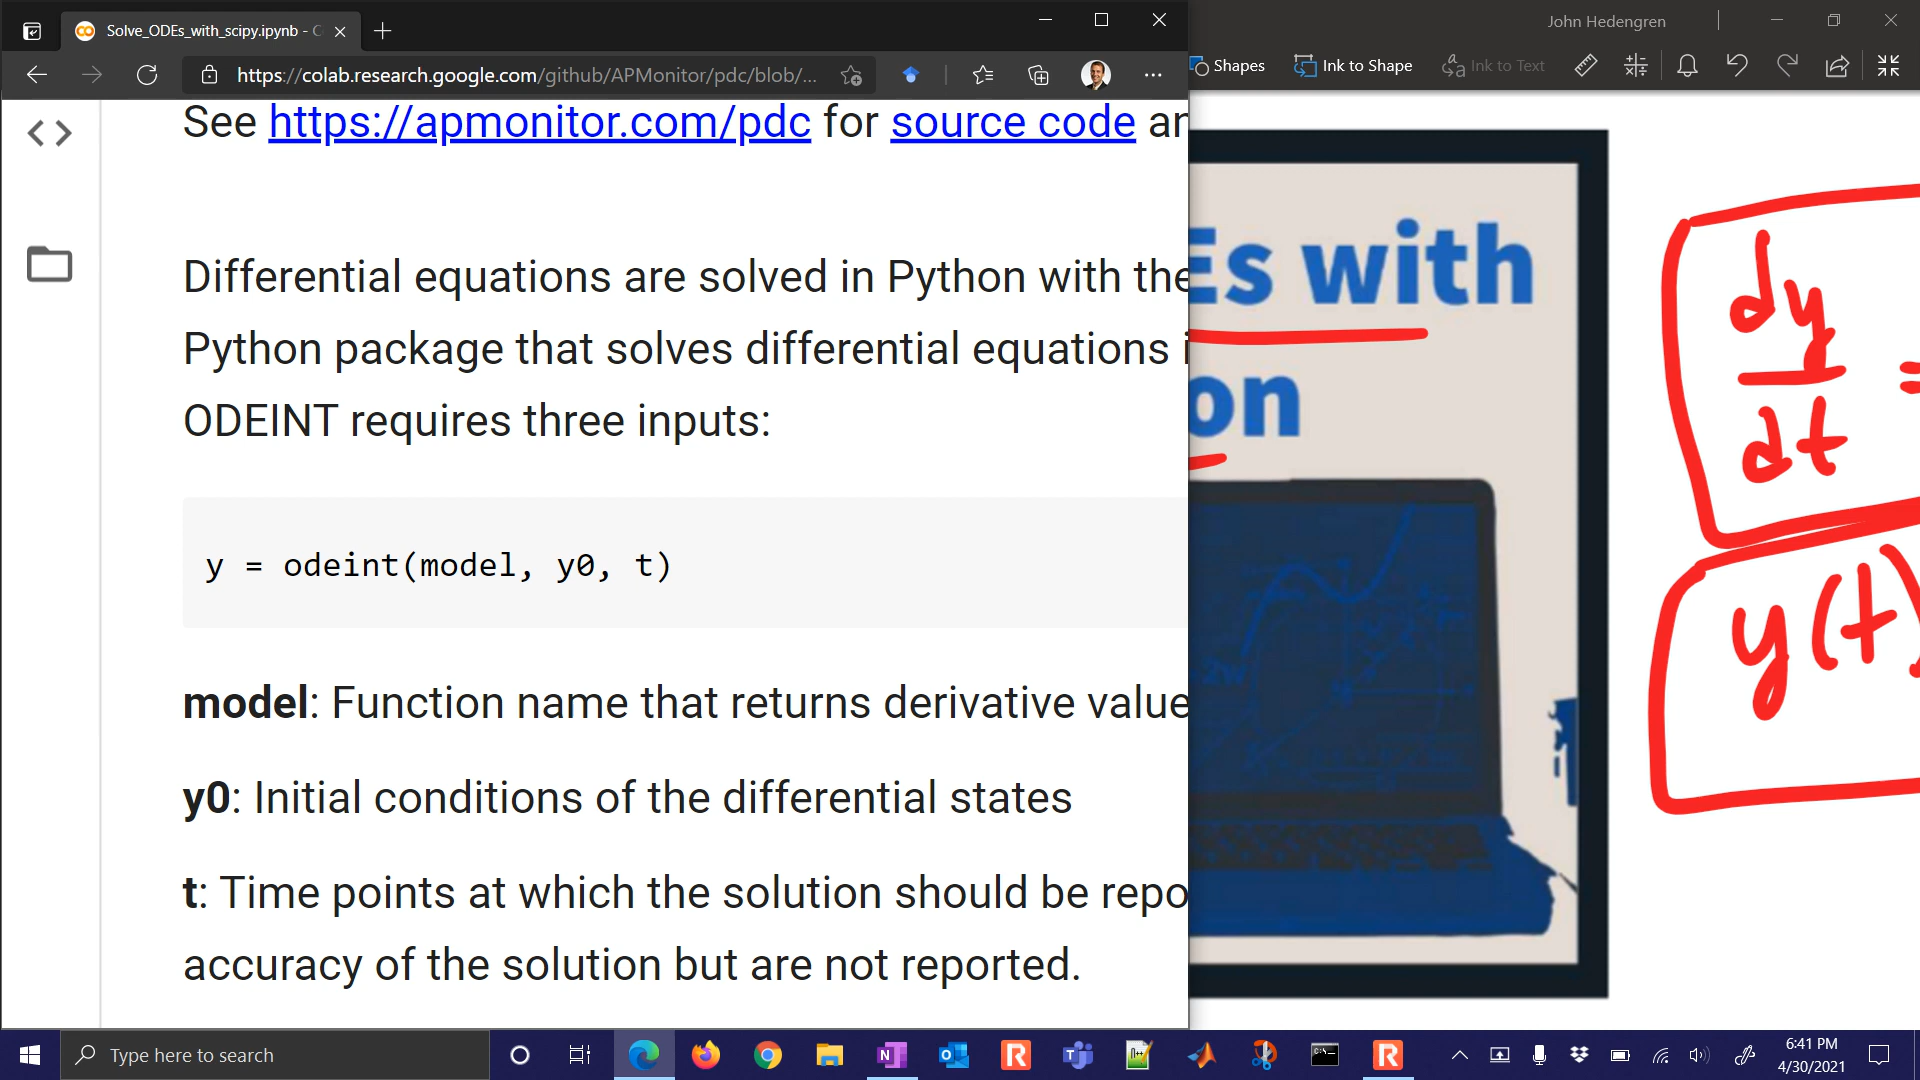 Solve_ODEs_with_scipy.ipynb - C
https://colab.research.google.com/github/APMonitor/pdc/blob/...
John Hedengren
Shapes
Ink to Shape
Ink to Text
See https://apmonitor.com/pdc for source code an
Differential equations are solved in Python with the
Python package that solves differential equations i
ODEINT requires three inputs:
y = odeint(model, y0, t)
model: Function name that returns derivative value
y0: Initial conditions of the differential states
t: Time points at which the solution should be repo
accuracy of the solution but are not reported.
Es with
on
dy
dt
=
y(t)
Type here to search
6:41 PM
4/30/2021